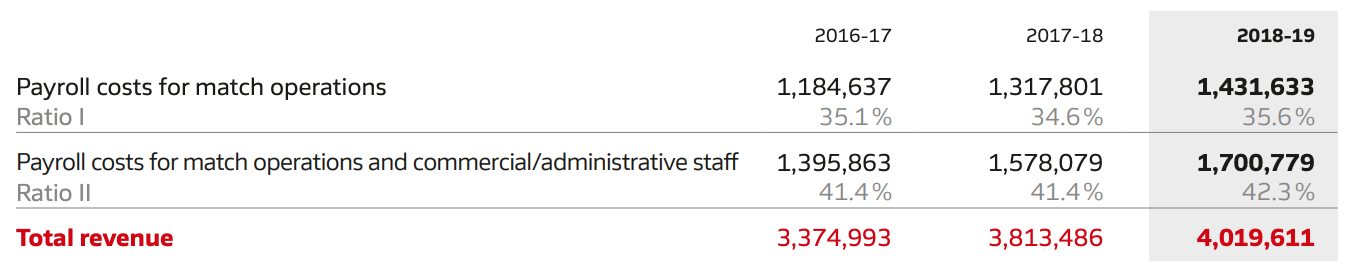 2016-17 2017-18 2018-19
Payroll costs for match operations 1,184,637 1,317,801 1,431,633
Ratio I 35.1% 34.6% 35.6%
Payroll costs for match operations and commercial/administrative staff 1,395,863 1,578,079 1,700,779
Ratio II 41.4% 41.4% 42.3%
Total revenue 3,374,993 3,813,486 4,019,611